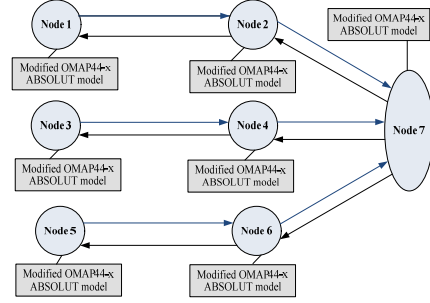 Node 1
Node 2
Modified OMAP44-x
ABSOLUT model
Modified OMAP44-x
ABSOLUT model
Modified OMAP44-x
ABSOLUT model
Node 3
Node 4
Node 7
Modified OMAP44-x
ABSOLUT model
Modified OMAP44-x
ABSOLUT model
Node 5
Node 6
Modified OMAP44-x
ABSOLUT model
Modified OMAP44-x
ABSOLUT model